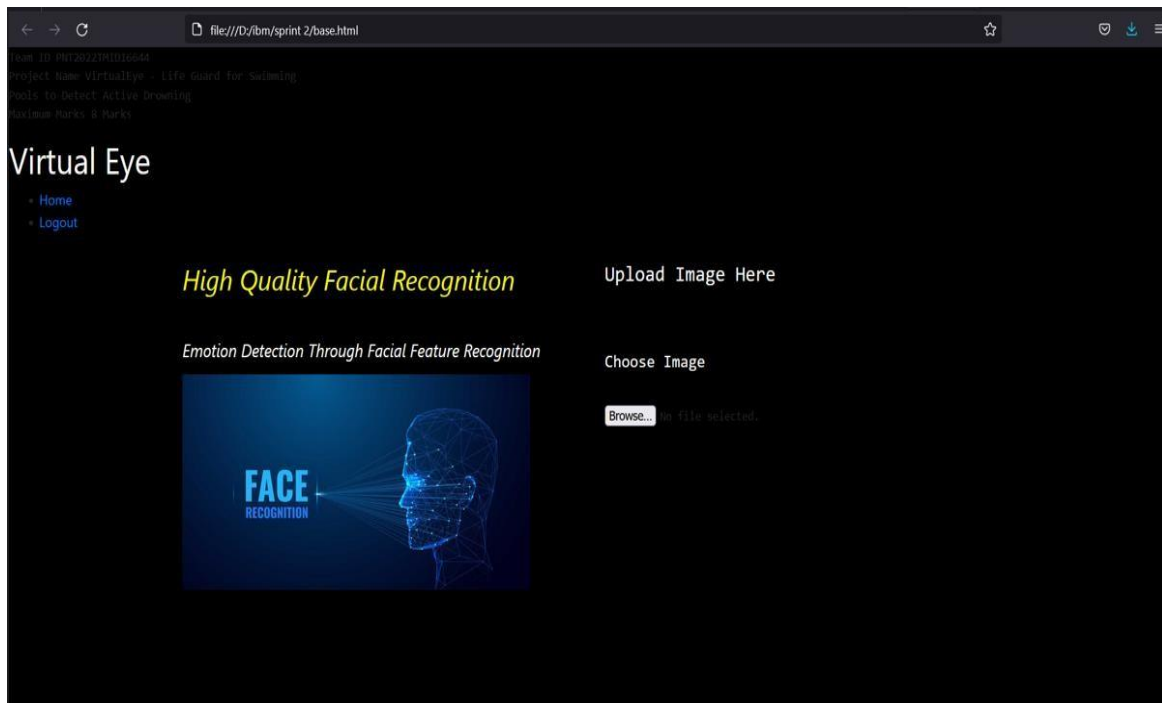 file:///D:/ibm/sprint 2/base.html
Team ID PNT2022TMID16644
Project Name VirtualEye - Life Guard for Swimming
Pools to Detect Active Drowning
Maximum Marks 8 Marks
Virtual Eye
Home
Logout
High Quality Facial Recognition
Emotion Detection Through Facial Feature Recognition
FACE
RECOGNITION
Upload Image Here
Choose Image
Browse... No file selected.